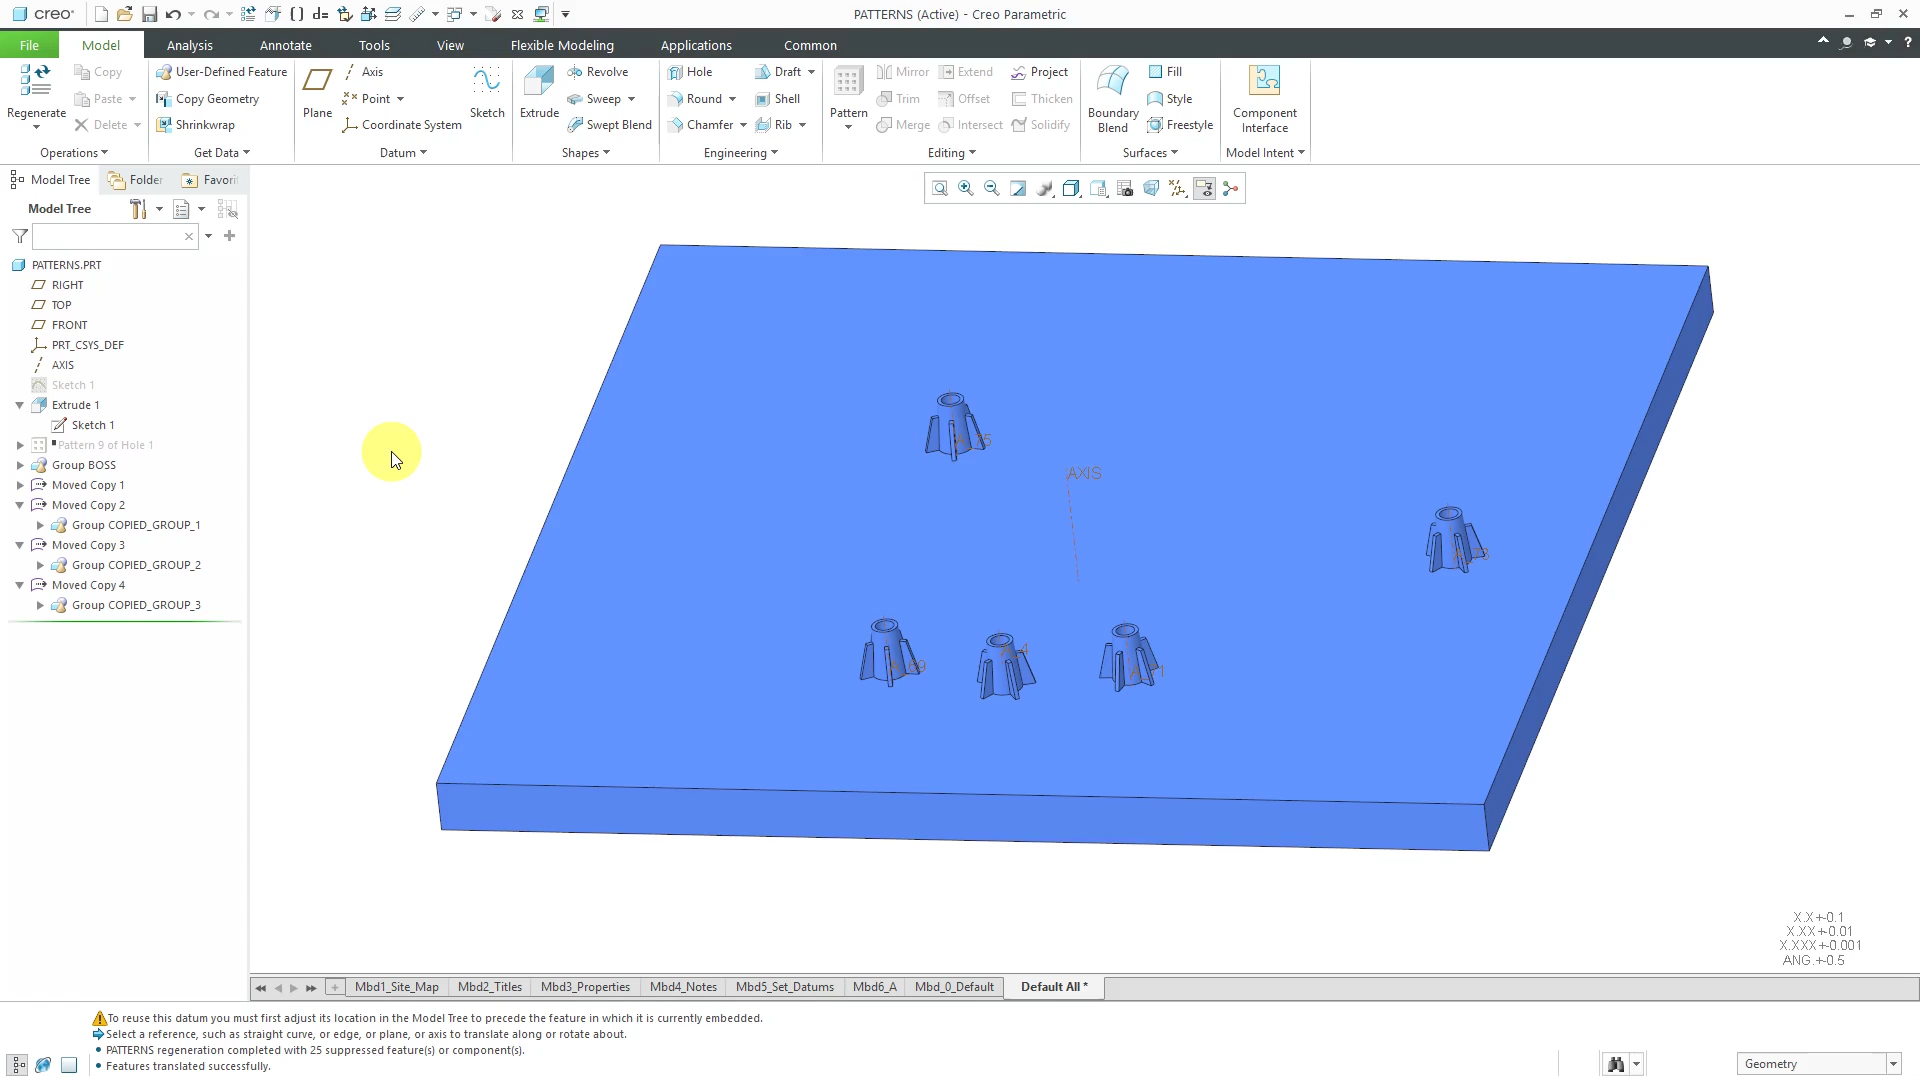 creo
PATTERNS (Active) - Creo Parametric
File Model Analysis Annotate Tools View Flexible Modeling Applications Common
Regenerate
Copy
Paste
Delete
Operations
User-Defined Feature
Copy Geometry
Shrinkwrap
Get Data
Plane
Axis
Point
Coordinate System
Sketch
Datum
Extrude
Revolve
Sweep
Swept Blend
Shapes
Hole
Round
Chamfer
Draft
Shell
Rib
Engineering
Pattern
Mirror
Trim
Merge
Extend
Offset
Intersect
Project
Thicken
Solidify
Editing
Boundary
Blend
Fill
Style
Freestyle
Surfaces
Component
Interface
Model Intent
Model Tree Folder Favori
Model Tree
PATTERNS.PRT
RIGHT
TOP
FRONT
PRT_CSYS_DEF
AXIS
Sketch 1
Extrude 1
Sketch 1
Pattern 9 of Hole 1
Group BOSS
Moved Copy 1
Moved Copy 2
Group COPIED_GROUP_1
Moved Copy 3
Group COPIED_GROUP_2
Moved Copy 4
Group COPIED_GROUP_3
AXIS
X.X+-0.1
X.XX+-0.01
X.XXX+-0.001
ANG.+-0.5
Mbd1_Site_Map Mbd2_Titles Mbd3_Properties Mbd4_Notes Mbd5_Set_Datums Mbd6_A Mbd_0_Default Default All *
To reuse this datum you must first adjust its location in the Model Tree to precede the feature in which it is currently embedded.
Select a reference, such as straight curve, or edge, or plane, or axis to translate along or rotate about.
• PATTERNS regeneration completed with 25 suppressed feature(s) or component(s).
• Features translated successfully.
Geometry